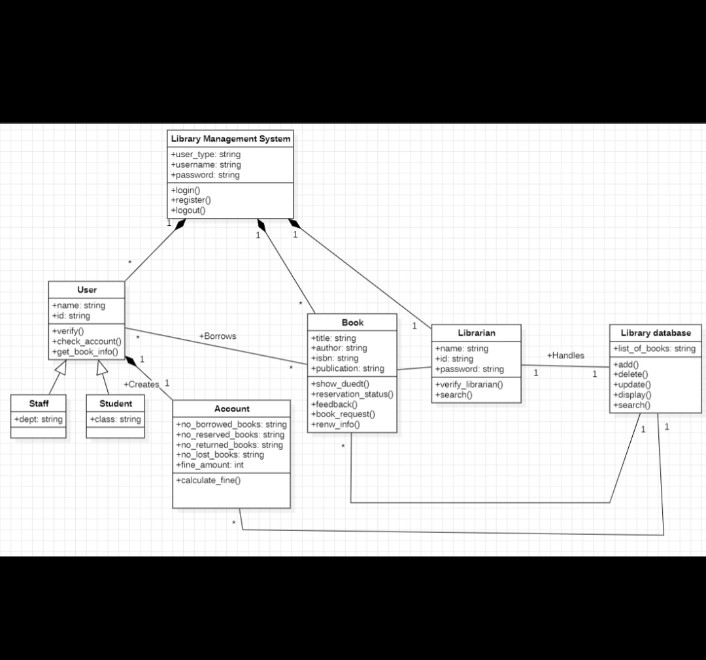 Library Management System
+user_type: string
+username: string
+password: string
+login()
+register()
+logout()
1
1
1
*
*
1
User
+name: string
+id: string
+verify()
+check_account()
+get_book_info()
*
+Borrows
*
1
+Creates
1
Staff
+dept: string
Student
+class: string
Account
+no_borrowed_books: string
+no_reserved_books: string
+no_returned_books: string
+no_lost_books: string
+fine_amount: int
+calculate_fine()
*
Book
+title: string
+author: string
+isbn: string
+publication: string
+show_duedt()
+reservation_status()
+feedback()
+book_request()
+renw_info()
*
Librarian
+name: string
+id: string
+password: string
+verify_librarian()
+search()
+Handles
1
1
Library database
+list_of_books: string
+add()
+delete()
+update()
+display()
+search()
1
1